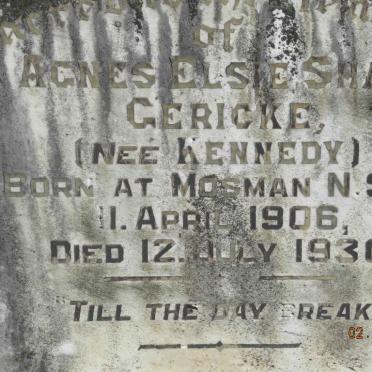 of
Agnes Elsie Sha
Gericke,
(nee Kennedy)
Born at Mosman N.S
11. April 1906,
Died 12. July 193
Till the day break
02.